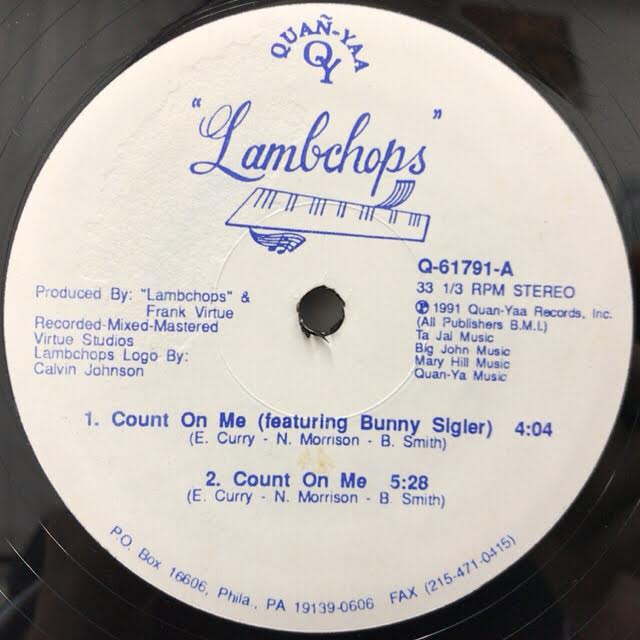 QUAÑ-YAA
QY
"Lambchops"
Q-61791-A
33 1/3 RPM STEREO
℗ 1991 Quan-Yaa Records, Inc.
(All Publishers B.M.I.)
Ta Jai Music
Big John Music
Mary Hill Music
Quan-Ya Music
Produced By: "Lambchops" &
Frank Virtue
Recorded-Mixed-Mastered
Virtue Studios
Lambchops Logo By:
Calvin Johnson
1. Count On Me (featuring Bunny Sigler) 4:04
(E. Curry - N. Morrison - B. Smith)
2. Count On Me 5:28
(E. Curry - N. Morrison - B. Smith)
P.O. Box 16606, Phila., PA 19139-0606 FAX (215-471-0415)